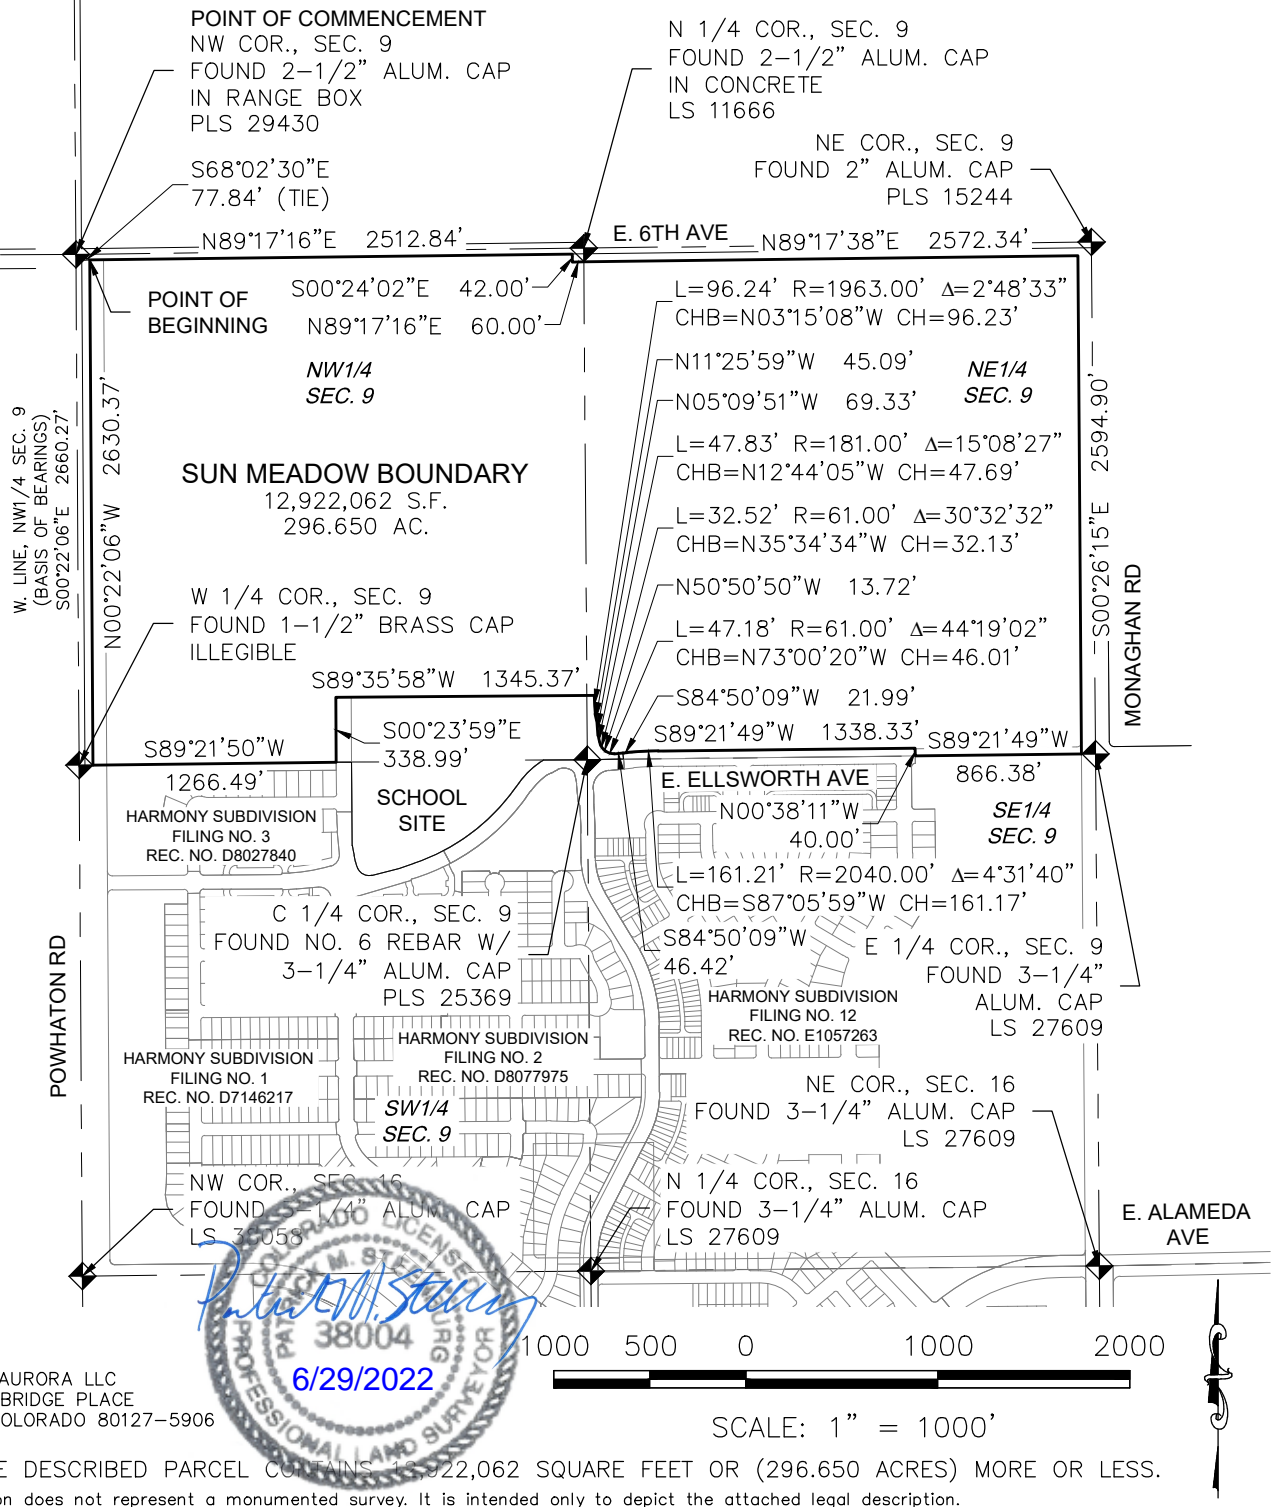 POINT OF COMMENCEMENT
NW COR., SEC. 9
FOUND 2-1/2" ALUM. CAP
IN RANGE BOX
PLS 29430
N 1/4 COR., SEC. 9
FOUND 2-1/2" ALUM. CAP
IN CONCRETE
LS 11666
NE COR., SEC. 9
FOUND 2" ALUM. CAP
PLS 15244
S68°02'30"E
77.84' (TIE)
N89°17'16"E 2512.84'
E. 6TH AVE
N89°17'38"E 2572.34'
POINT OF
BEGINNING
S00°24'02"E 42.00'
N89°17'16"E 60.00'
L=96.24' R=1963.00' Δ=2°48'33"
CHB=N03°15'08"W CH=96.23'
N11°25'59"W 45.09'
N05°09'51"W 69.33'
L=47.83' R=181.00' Δ=15°08'27"
CHB=N12°44'05"W CH=47.69'
L=32.52' R=61.00' Δ=30°32'32"
CHB=N35°34'34"W CH=32.13'
N50°50'50"W 13.72'
L=47.18' R=61.00' Δ=44°19'02"
CHB=N73°00'20"W CH=46.01'
S84°50'09"W 21.99'
NW1/4
SEC. 9
NE1/4
SEC. 9
W. LINE, NW1/4 SEC. 9
(BASIS OF BEARINGS)
S00°22'06"E 2660.27'
N00°22'06"W 2630.37'
SUN MEADOW BOUNDARY
12,922,062 S.F.
296.650 AC.
S00°26'15"E 2594.90'
MONAGHAN RD
W 1/4 COR., SEC. 9
FOUND 1-1/2" BRASS CAP
ILLEGIBLE
S89°35'58"W 1345.37'
S00°23'59"E
338.99'
S89°21'50"W
1266.49'
S89°21'49"W 1338.33'
S89°21'49"W
866.38'
E. ELLSWORTH AVE
N00°38'11"W
40.00'
SCHOOL
SITE
SE1/4
SEC. 9
HARMONY SUBDIVISION
FILING NO. 3
REC. NO. D8027840
L=161.21' R=2040.00' Δ=4°31'40"
CHB=S87°05'59"W CH=161.17'
S84°50'09"W
46.42'
C 1/4 COR., SEC. 9
FOUND NO. 6 REBAR W/
3-1/4" ALUM. CAP
PLS 25369
E 1/4 COR., SEC. 9
FOUND 3-1/4"
ALUM. CAP
LS 27609
POWHATON RD
HARMONY SUBDIVISION
FILING NO. 12
REC. NO. E1057263
HARMONY SUBDIVISION
FILING NO. 2
REC. NO. D8077975
HARMONY SUBDIVISION
FILING NO. 1
REC. NO. D7146217
SW1/4
SEC. 9
NE COR., SEC. 16
FOUND 3-1/4" ALUM. CAP
LS 27609
NW COR., SEC. 16
FOUND 3-1/4" ALUM. CAP
LS
N 1/4 COR., SEC. 16
FOUND 3-1/4" ALUM. CAP
LS 27609
E. ALAMEDA
AVE
COLORADO LICENSED
PATRICK M. STEENBURG
38004
6/29/2022
PROFESSIONAL LAND SURVEYOR
1000 500 0 1000 2000
SCALE: 1" = 1000'
AURORA LLC
BRIDGE PLACE
OLORADO 80127-5906
E DESCRIBED PARCEL CONTAINS 12,922,062 SQUARE FEET OR (296.650 ACRES) MORE OR LESS.
on does not represent a monumented survey. It is intended only to depict the attached legal description.